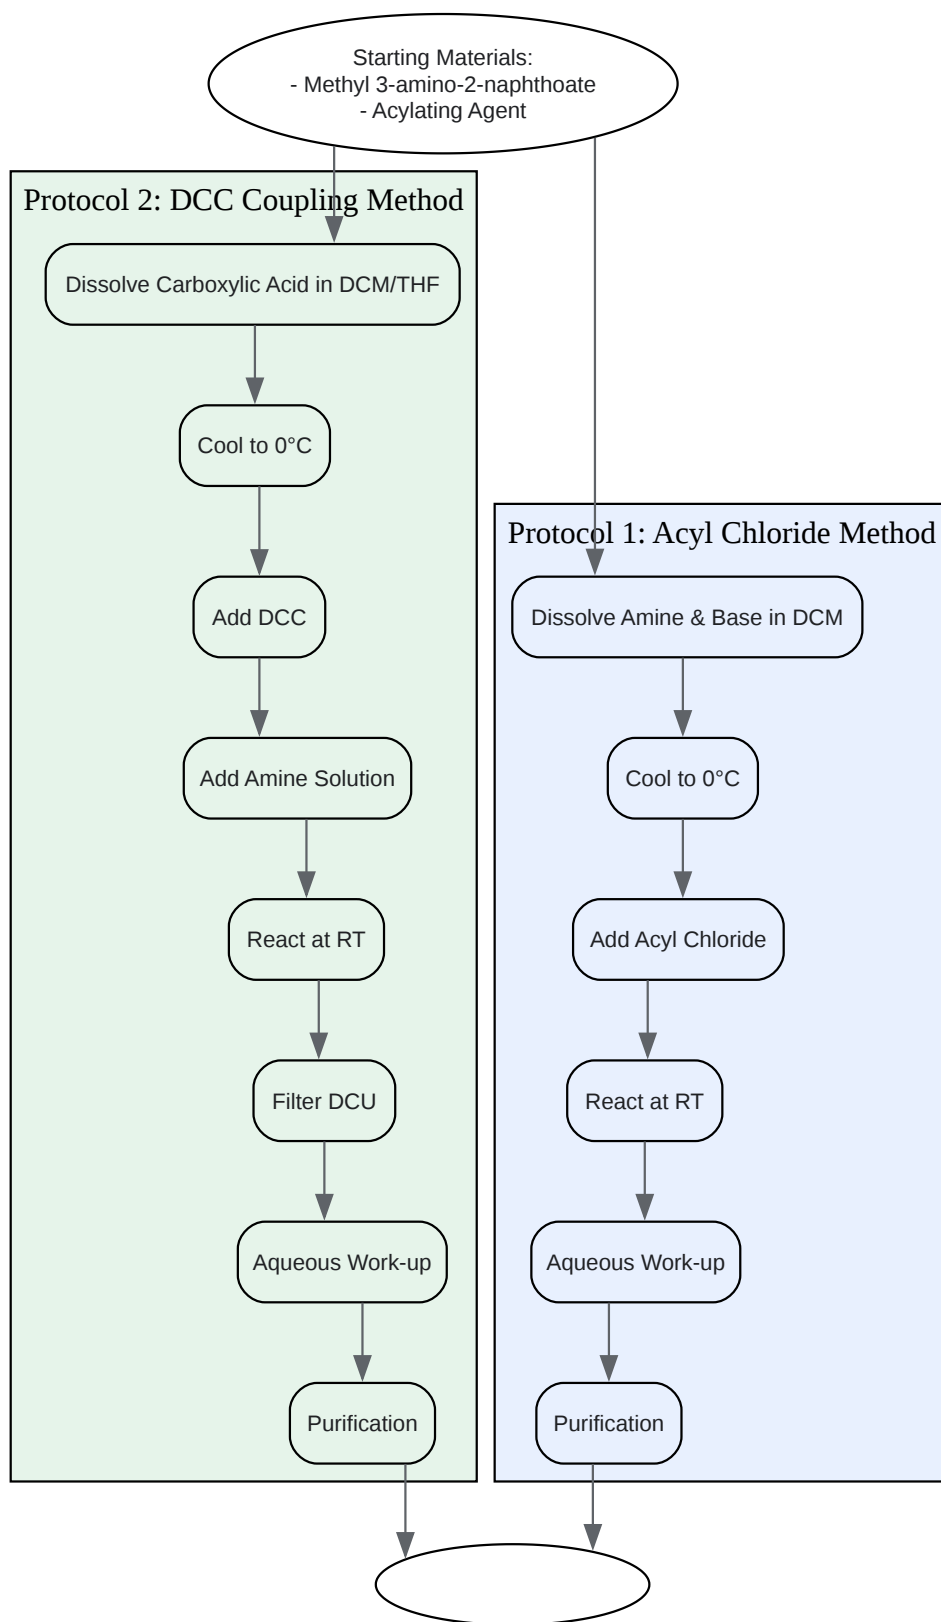 Starting Materials:
- Methyl 3-amino-2-naphthoate
- Acylating Agent
Protocol 2: DCC Coupling Method
Dissolve Carboxylic Acid in DCM/THF
Cool to 0°C
Add DCC
Add Amine Solution
React at RT
Filter DCU
Aqueous Work-up
Purification
Protocol 1: Acyl Chloride Method
Dissolve Amine & Base in DCM
Cool to 0°C
Add Acyl Chloride
React at RT
Aqueous Work-up
Purification